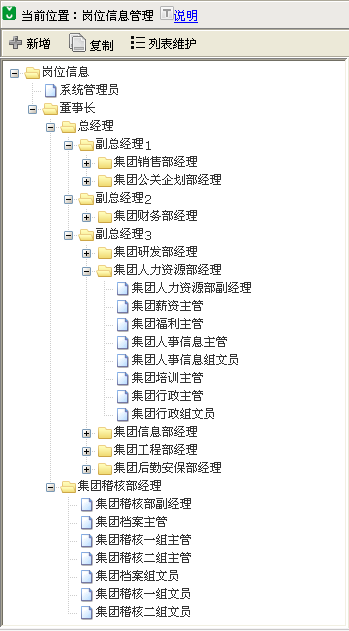 当前位置：岗位信息管理 说明
新增 复制 列表维护
岗位信息
系统管理员
董事长
总经理
副总经理1
集团销售部经理
集团公关企划部经理
副总经理2
集团财务部经理
副总经理3
集团研发部经理
集团人力资源部经理
集团人力资源部副经理
集团薪资主管
集团福利主管
集团人事信息主管
集团人事信息组文员
集团培训主管
集团行政主管
集团行政组文员
集团信息部经理
集团工程部经理
集团后勤安保部经理
集团稽核部经理
集团稽核部副经理
集团档案主管
集团稽核一组主管
集团稽核二组主管
集团档案组文员
集团稽核一组文员
集团稽核二组文员